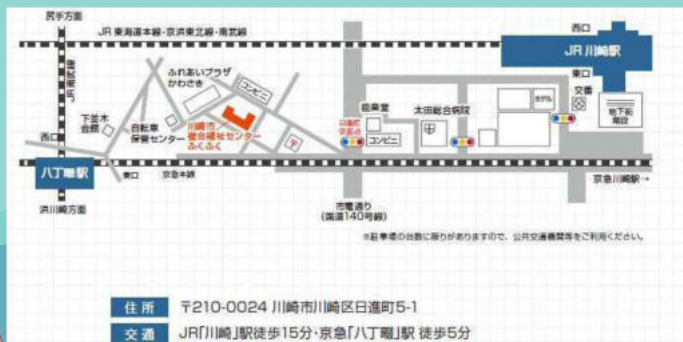 尻手方面
JR 東海道本線・京浜東北線・南武線
西口
JR 川崎駅
JR 南武線
東口
交番
地下街
階段
ホテル
ふれあいプラザ
かわさき
コンビニ
下並木
会館
自転車
保管センター
川崎市
複合福祉センター
ふくふく
〒
日進町
交差点
能楽堂
コンビニ
太田総合病院
西口
八丁畷駅
東口
京急本線
京急川崎駅→
浜川崎方面
市電通り
(国道140号線)
※駐車場の台数に限りがありますので、公共交通機関等をご利用ください。
住所 〒210-0024 川崎市川崎区日進町5-1
交通 JR「川崎」駅徒歩15分・京急「八丁畷」駅 徒歩5分